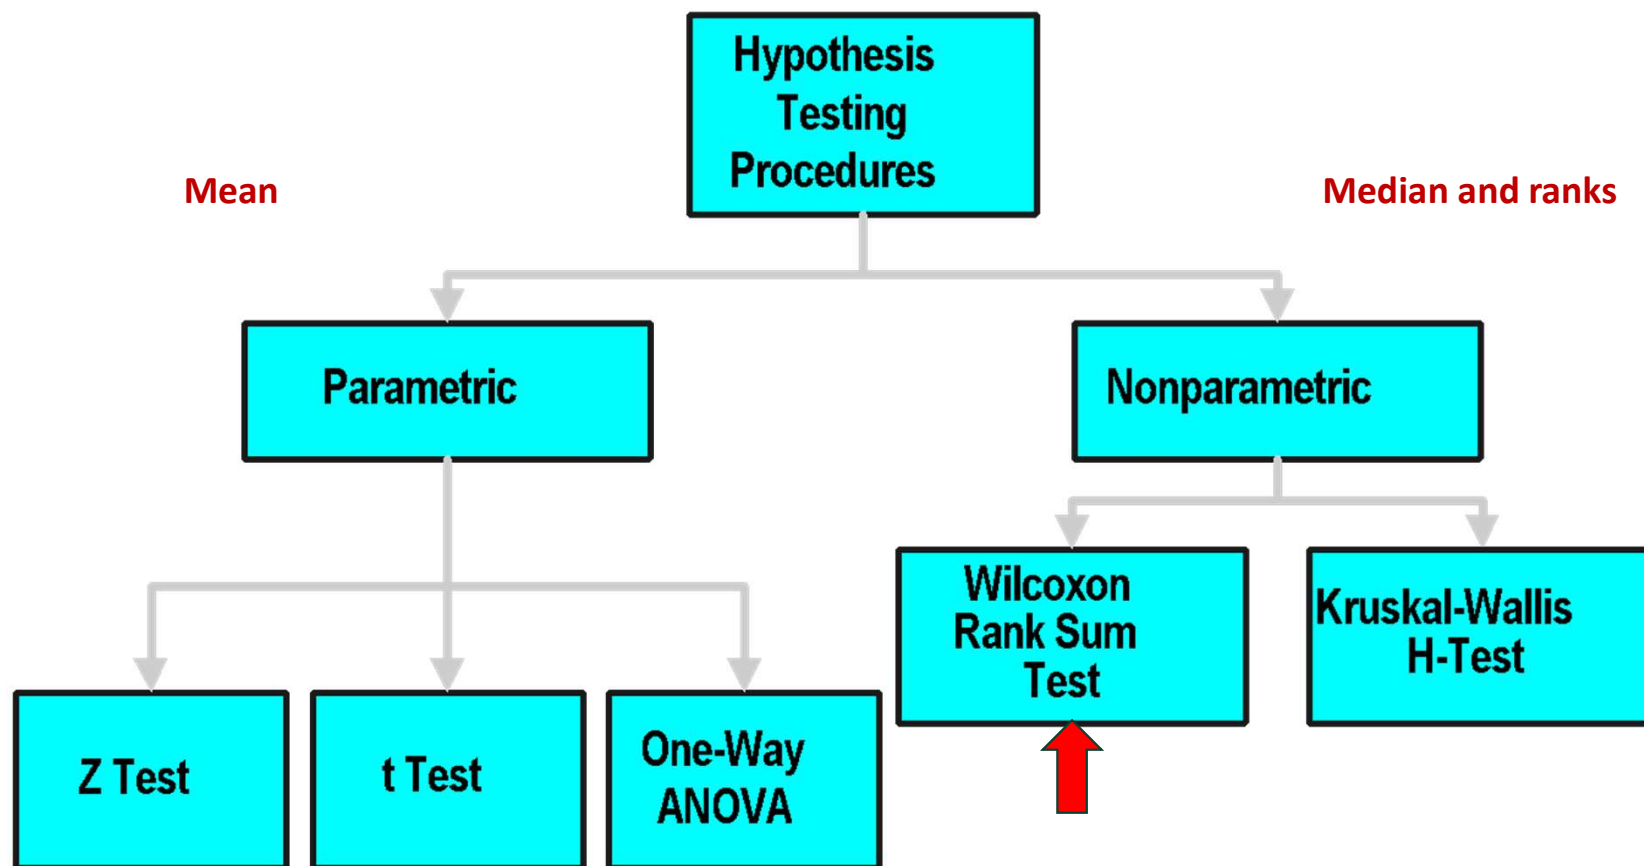 Hypothesis
Testing
Procedures
Mean
Median and ranks
Parametric
Nonparametric
Wilcoxon
Rank Sum
Test
Kruskal-Wallis
H-Test
Z Test
t Test
One-Way
ANOVA